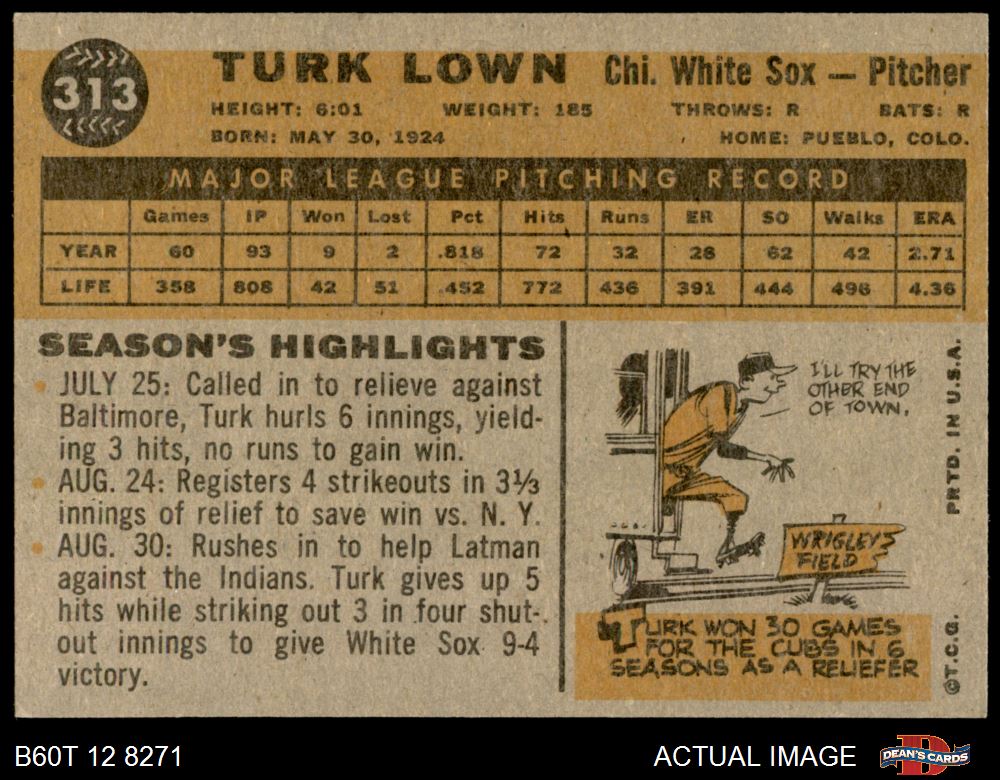 313
TURK LOWN Chi. White Sox — Pitcher
HEIGHT: 6:01 WEIGHT: 185 THROWS: R BATS: R
BORN: MAY 30, 1924 HOME: PUEBLO, COLO.
MAJOR LEAGUE PITCHING RECORD
Games IP Won Lost Pct Hits Runs ER SO Walks ERA
YEAR 60 93 9 2 .818 72 32 28 62 42 2.71
LIFE 358 808 42 51 .452 772 436 391 444 496 4.36
SEASON'S HIGHLIGHTS
• JULY 25: Called in to relieve against
Baltimore, Turk hurls 6 innings, yield-
ing 3 hits, no runs to gain win.
• AUG. 24: Registers 4 strikeouts in 3⅓
innings of relief to save win vs. N. Y.
• AUG. 30: Rushes in to help Latman
against the Indians. Turk gives up 5
hits while striking out 3 in four shut-
out innings to give White Sox 9-4
victory.
I'LL TRY THE
OTHER END
OF TOWN.
WRIGLEY
FIELD
TURK WON 30 GAMES
FOR THE CUBS IN 6
SEASONS AS A RELIEFER
©T.C.G. PRTD. IN U.S.A.
B60T 12 8271 ACTUAL IMAGE DEAN'S CARDS